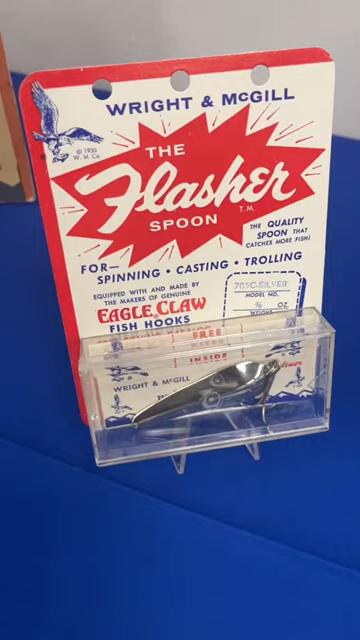 WRIGHT & McGILL
© 1930
W. M. Co.
THE
Flasher
T.M.
SPOON
THE QUALITY
SPOON THAT
CATCHES MORE FISH!
FOR—
SPINNING • CASTING • TROLLING
EQUIPPED WITH AND MADE BY
THE MAKERS OF GENUINE
EAGLE CLAW
FISH HOOKS
705C-SILVER
MODEL NO.
OZ.
WEIGHT
FREE
INSIDE
WRIGHT & McGILL